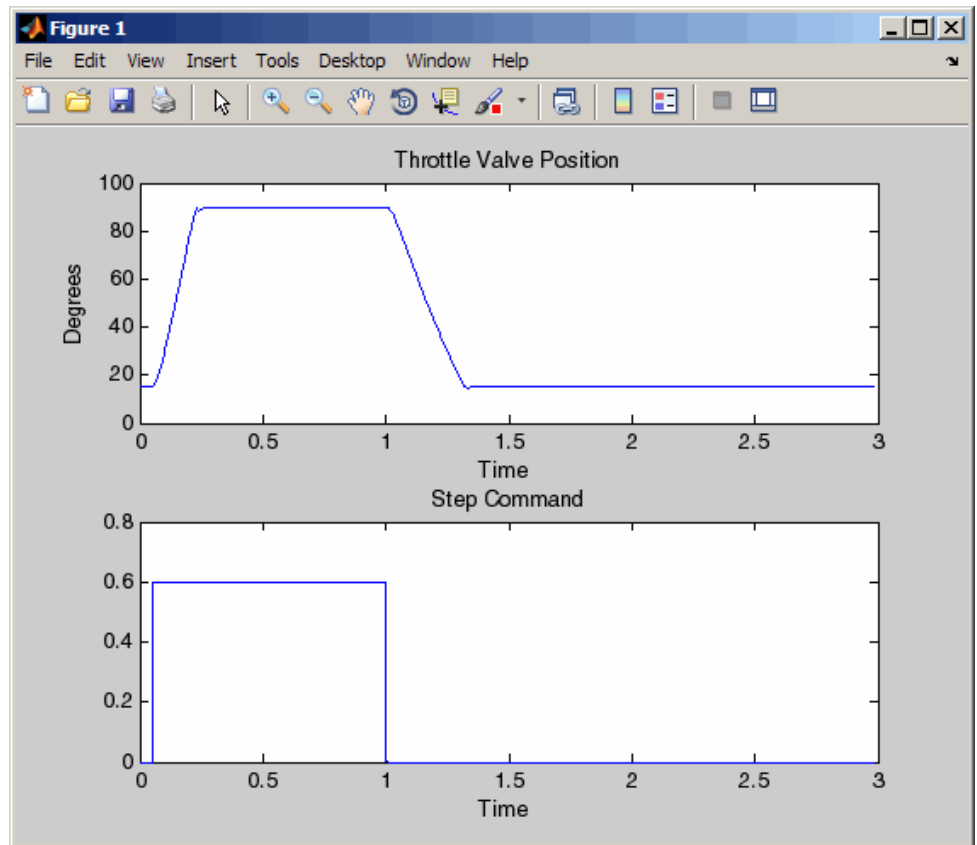 Figure 1
File Edit View Insert Tools Desktop Window Help
Throttle Valve Position
100
80
60
40
20
0
Degrees
0 0.5 1 1.5 2 2.5 3
Time
Step Command
0.8
0.6
0.4
0.2
0
0 0.5 1 1.5 2 2.5 3
Time